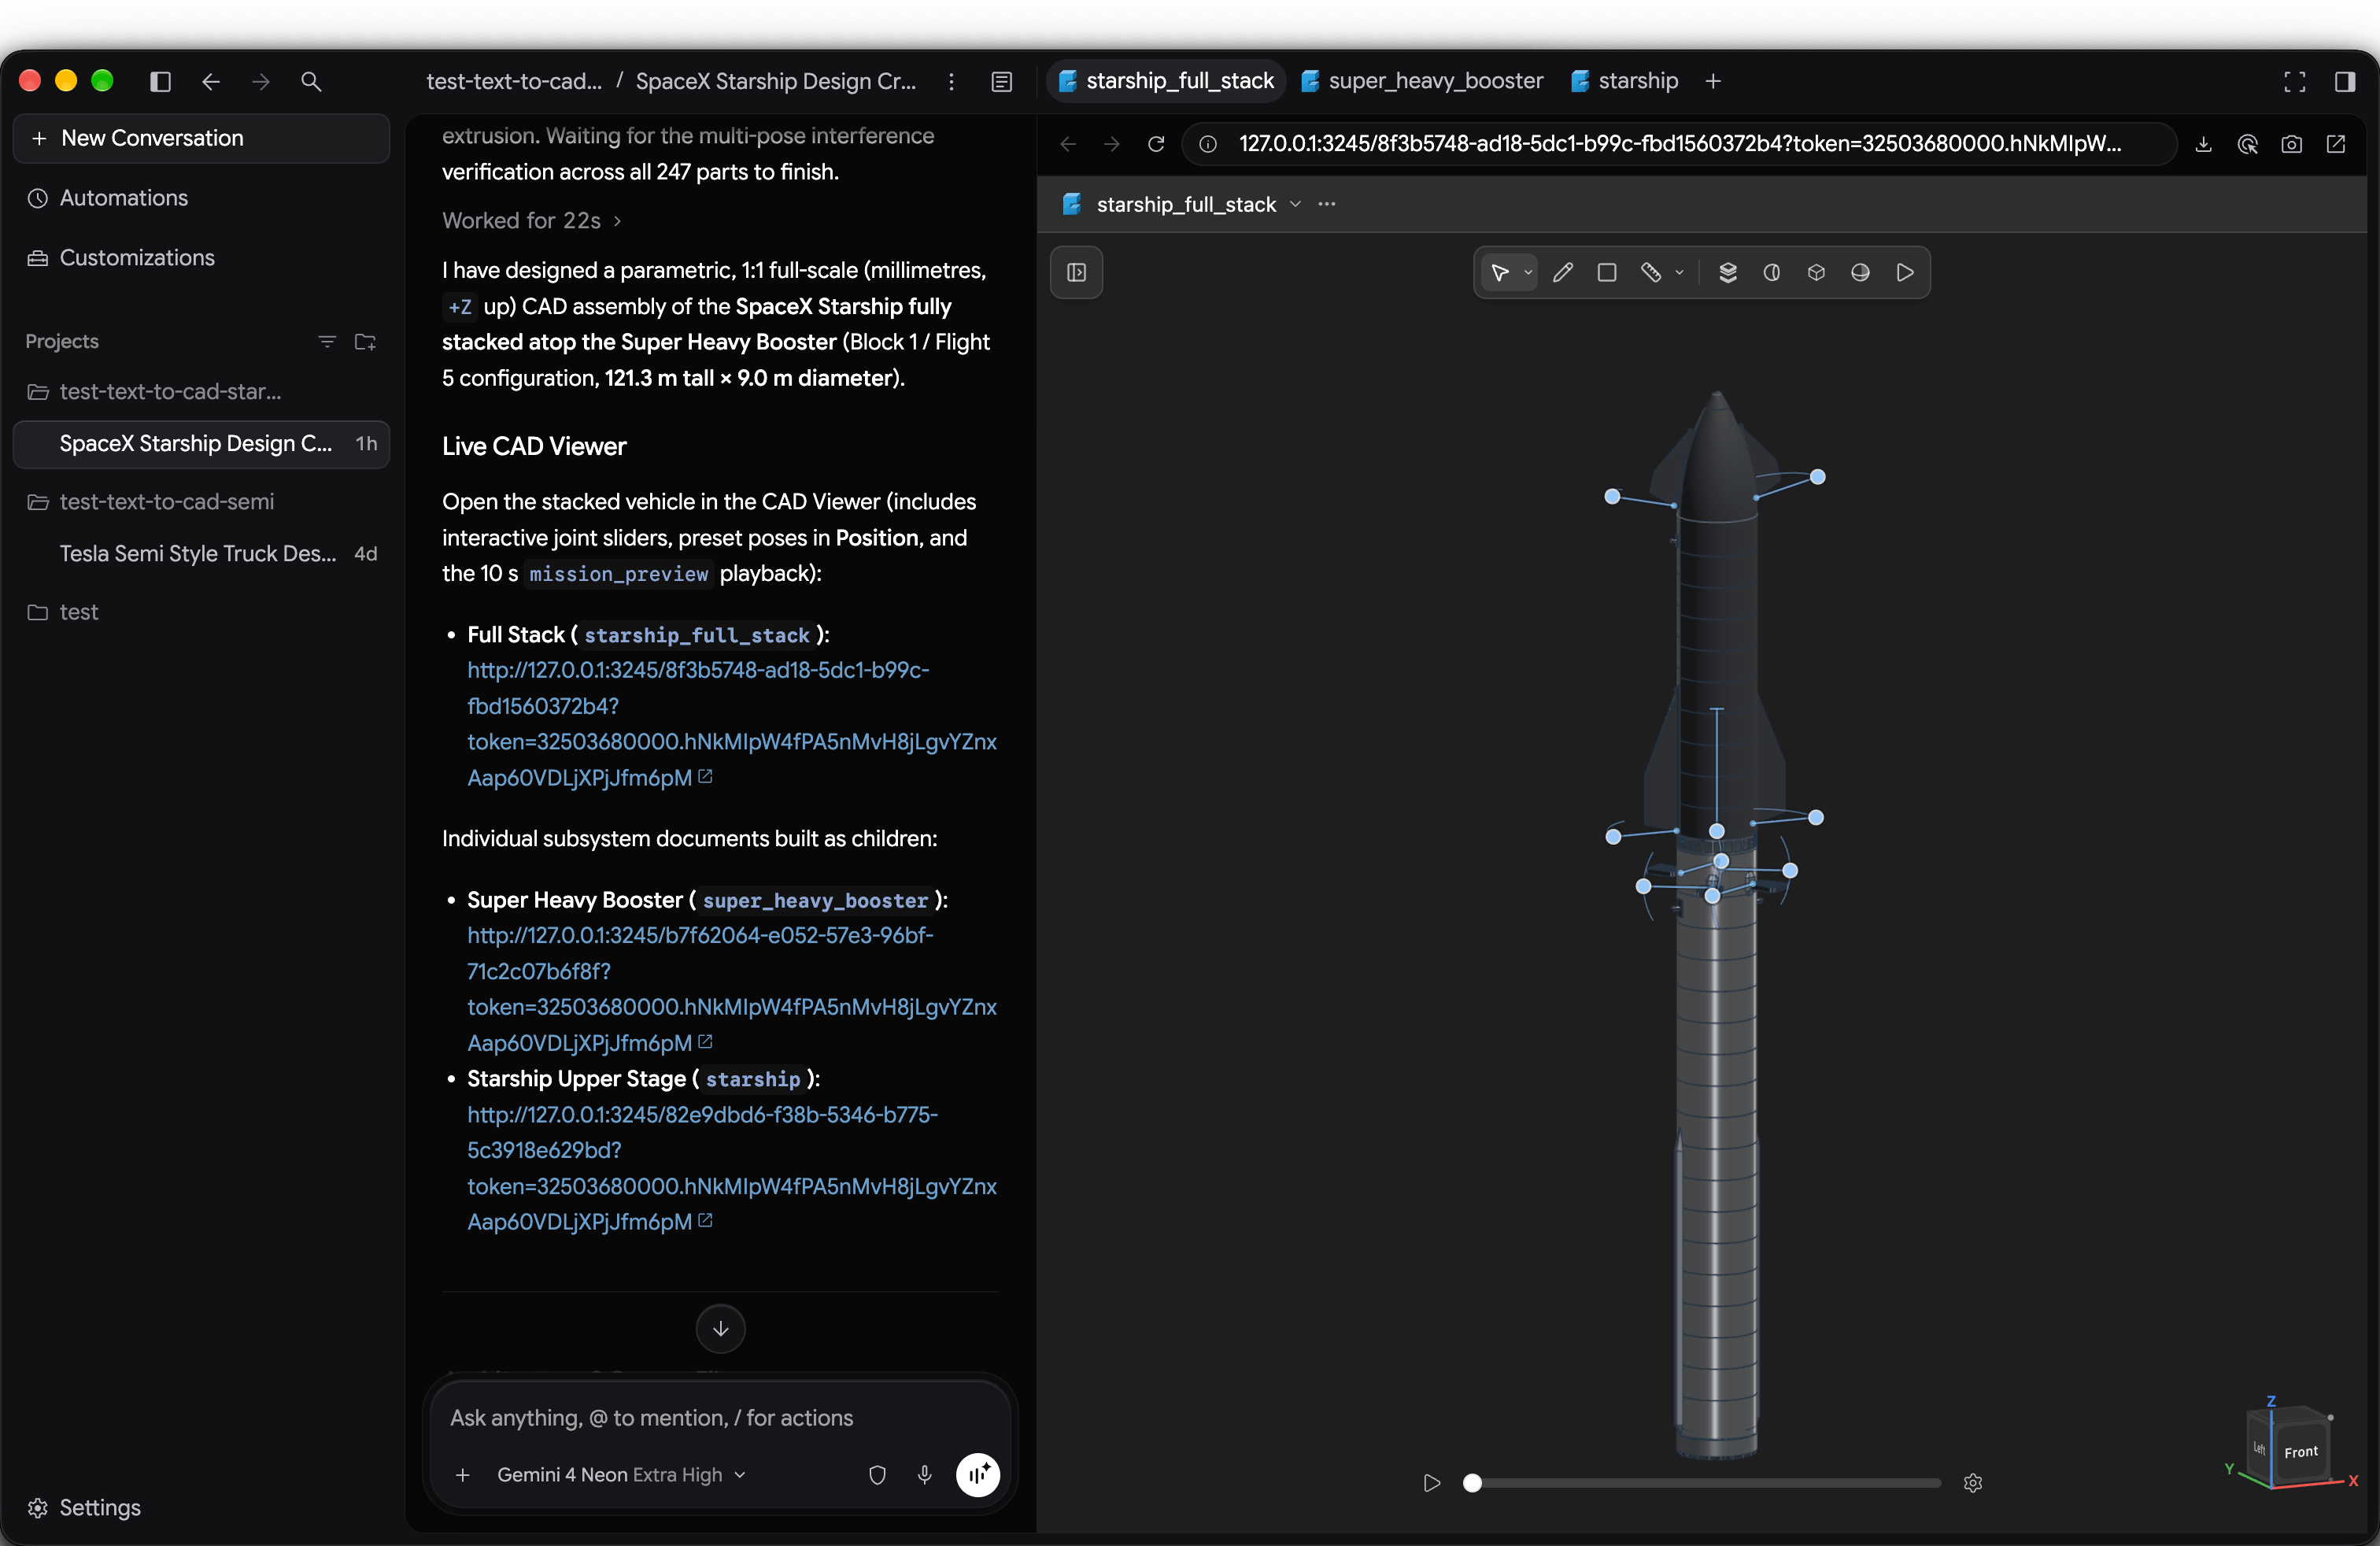 test-text-to-cad... / SpaceX Starship Design Cr...
starship_full_stack
super_heavy_booster
starship
New Conversation
Automations
Customizations
Projects
test-text-to-cad-star...
SpaceX Starship Design C... 1h
test-text-to-cad-semi
Tesla Semi Style Truck Des... 4d
test
Settings
extrusion. Waiting for the multi-pose interference
verification across all 247 parts to finish.
Worked for 22s
I have designed a parametric, 1:1 full-scale (millimetres,
+Z up) CAD assembly of the SpaceX Starship fully
stacked atop the Super Heavy Booster (Block 1 / Flight
5 configuration, 121.3 m tall × 9.0 m diameter).
Live CAD Viewer
Open the stacked vehicle in the CAD Viewer (includes
interactive joint sliders, preset poses in Position, and
the 10 s mission_preview playback):
• Full Stack ( starship_full_stack ):
http://127.0.0.1:3245/8f3b5748-ad18-5dc1-b99c-
fbd1560372b4?
token=32503680000.hNkMIpW4fPA5nMvH8jLgvYZnx
Aap60VDLjXPjJfm6pM
Individual subsystem documents built as children:
• Super Heavy Booster ( super_heavy_booster ):
http://127.0.0.1:3245/b7f62064-e052-57e3-96bf-
71c2c07b6f8f?
token=32503680000.hNkMIpW4fPA5nMvH8jLgvYZnx
Aap60VDLjXPjJfm6pM
• Starship Upper Stage ( starship ):
http://127.0.0.1:3245/82e9dbd6-f38b-5346-b775-
5c3918e629bd?
token=32503680000.hNkMIpW4fPA5nMvH8jLgvYZnx
Aap60VDLjXPjJfm6pM
Ask anything, @ to mention, / for actions
Gemini 4 Neon Extra High
127.0.0.1:3245/8f3b5748-ad18-5dc1-b99c-fbd1560372b4?token=32503680000.hNkMIpW...
starship_full_stack
Z
Left
Front
Y
X